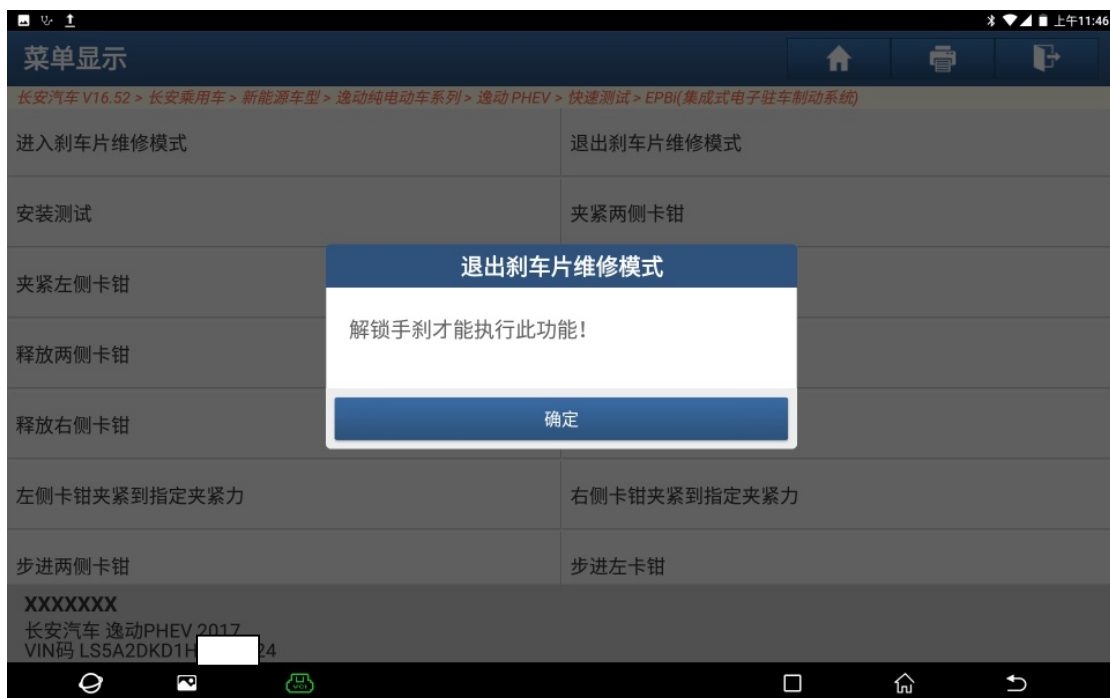 上午11:46
菜单显示
长安汽车 V16.52 > 长安乘用车 > 新能源车型 > 逸动纯电动车系列 > 逸动 PHEV > 快速测试 > EPBi(集成式电子驻车制动系统)
进入刹车片维修模式
退出刹车片维修模式
安装测试
夹紧两侧卡钳
夹紧左侧卡钳
退出刹车片维修模式
解锁手刹才能执行此功能!
确定
释放两侧卡钳
释放右侧卡钳
左侧卡钳夹紧到指定夹紧力
右侧卡钳夹紧到指定夹紧力
步进两侧卡钳
步进左卡钳
XXXXXXX
长安汽车 逸动PHEV 2017
VIN码 LS5A2DKD1H 24
VCI